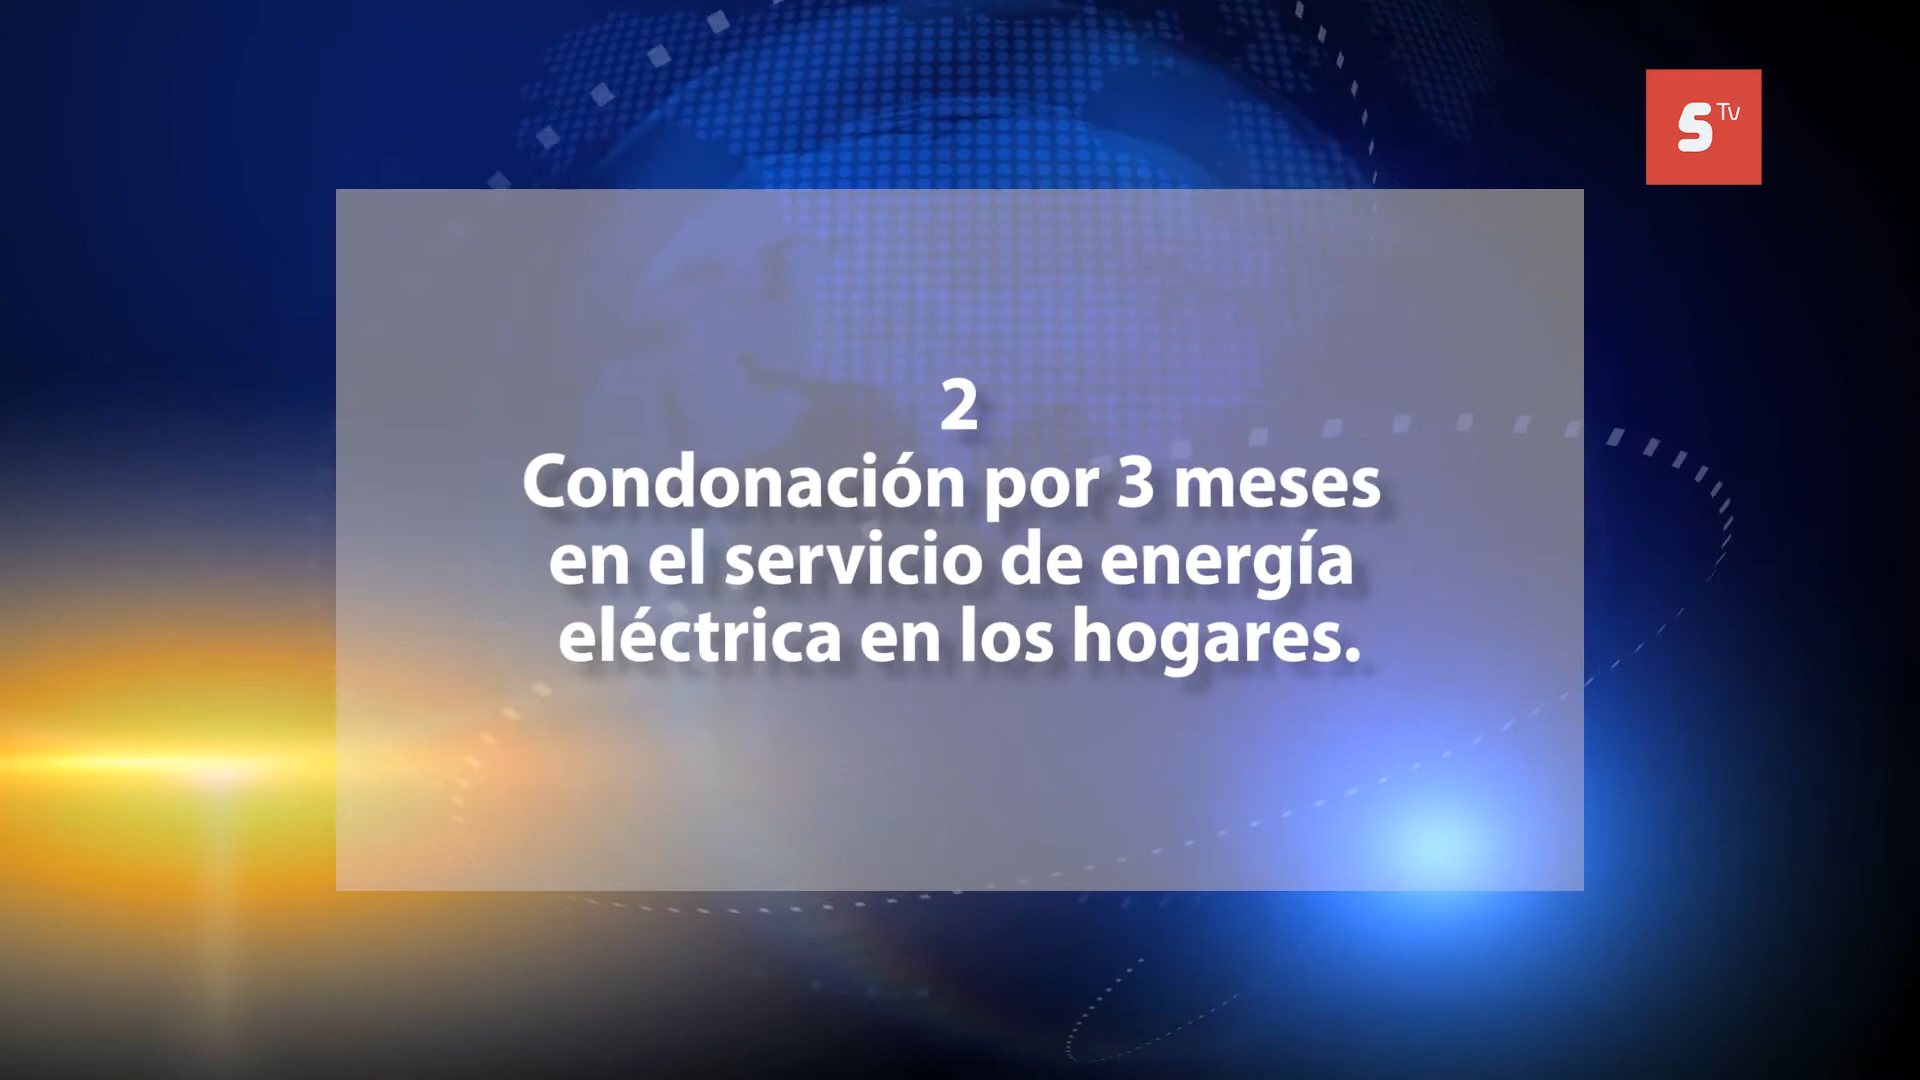 S Tv
2
Condonación por 3 meses
en el servicio de energía
eléctrica en los hogares.